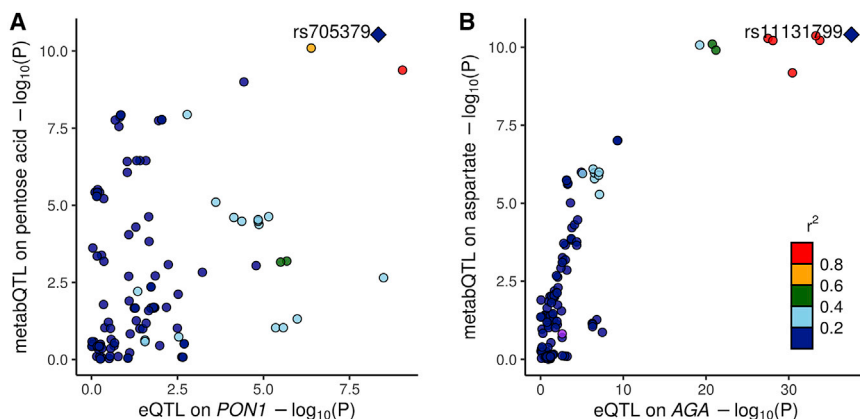 A
rs705379
metabQTL on pentose acid −log10(P)
10.0
7.5
5.0
2.5
0.0
0.0 2.5 5.0 7.5
eQTL on PON1 −log10(P)
B
rs11131799
metabQTL on aspartate −log10(P)
10.0
7.5
5.0
2.5
0.0
r²
0.8
0.6
0.4
0.2
0 10 20 30
eQTL on AGA −log10(P)